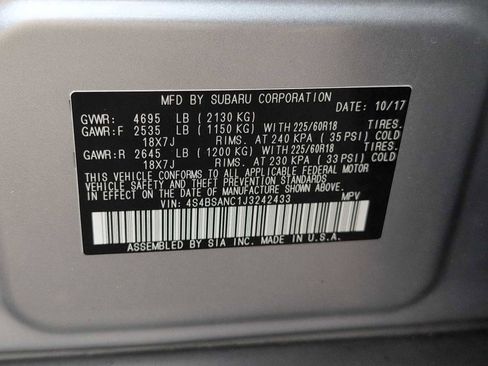 MFD BY SUBARU CORPORATION
GVWR: 4695 LB ( 2130 KG) DATE: 10/17
GAWR:F 2535 LB ( 1150 KG) WITH 225/60R18 TIRES.
18X7J RIMS. AT 240 KPA ( 35 PSI) COLD
GAWR:R 2645 LB ( 1200 KG) WITH 225/60R18 TIRES.
18X7J RIMS. AT 230 KPA ( 33 PSI) COLD
THIS VEHICLE CONFORMS TO ALL APPLICABLE FEDERAL MOTOR
VEHICLE SAFETY AND THEFT PREVENTION STANDARDS IN
EFFECT ON THE DATE OF MANUFACTURE SHOWN ABOVE.
VIN: 4S4BSANC1J3242433 MPV
ASSEMBLED BY SIA INC. MADE IN U.S.A.